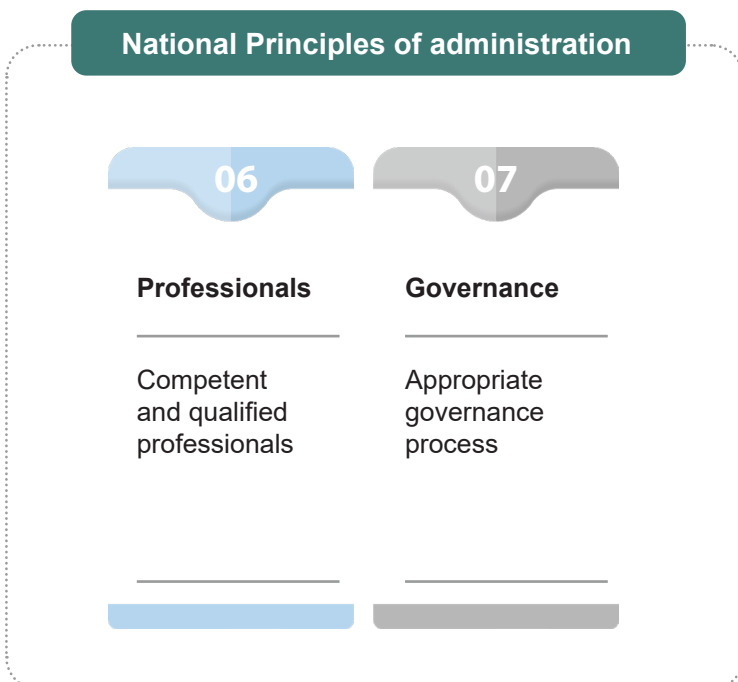 National Principles of administration
06
07
Professionals
Governance
Competent
and qualified
professionals
Appropriate
governance
process